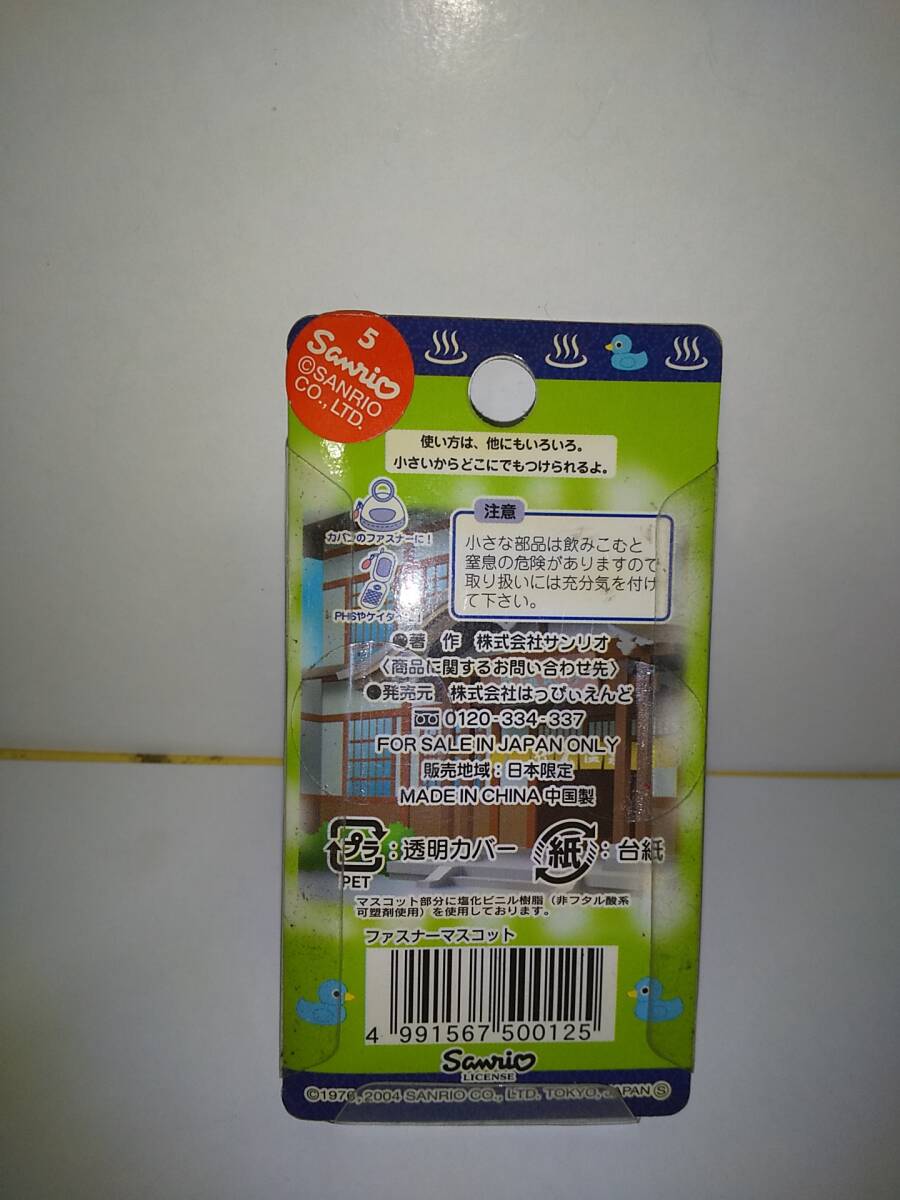 5
Sanrio
©SANRIO
CO., LTD.
使い方は、他にもいろいろ。
小さいからどこにでもつけられるよ。
カバンのファスナーに!
PHSやケイタイ
注意
小さな部品は飲みこむと
窒息の危険がありますので
取り扱いには充分気を付け
て下さい。
●著 作 株式会社サンリオ
〈商品に関するお問い合わせ先〉
●発売元 株式会社はっぴぃえんど
0120-334-337
FOR SALE IN JAPAN ONLY
販売地域:日本限定
MADE IN CHINA 中国製
プラ:透明カバー 紙:台紙
PET
マスコット部分に塩化ビニル樹脂(非フタル酸系
可塑剤使用)を使用しております。
ファスナーマスコット
4 991567 500125
Sanrio
LICENSE
©1976, 2004 SANRIO CO., LTD. TOKYO, JAPAN Ⓢ